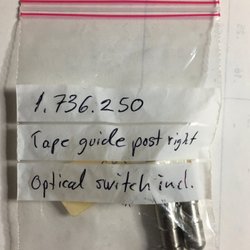 1.736.250
Tape guide post right
Optical switch incl.